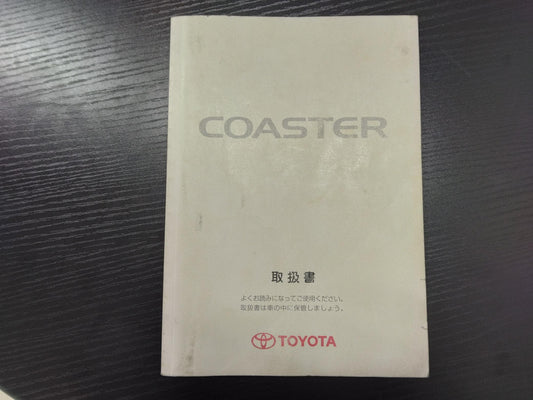 COASTER
取扱書
よくお読みになってご使用ください。
取扱書は車の中に保管しましょう。
TOYOTA